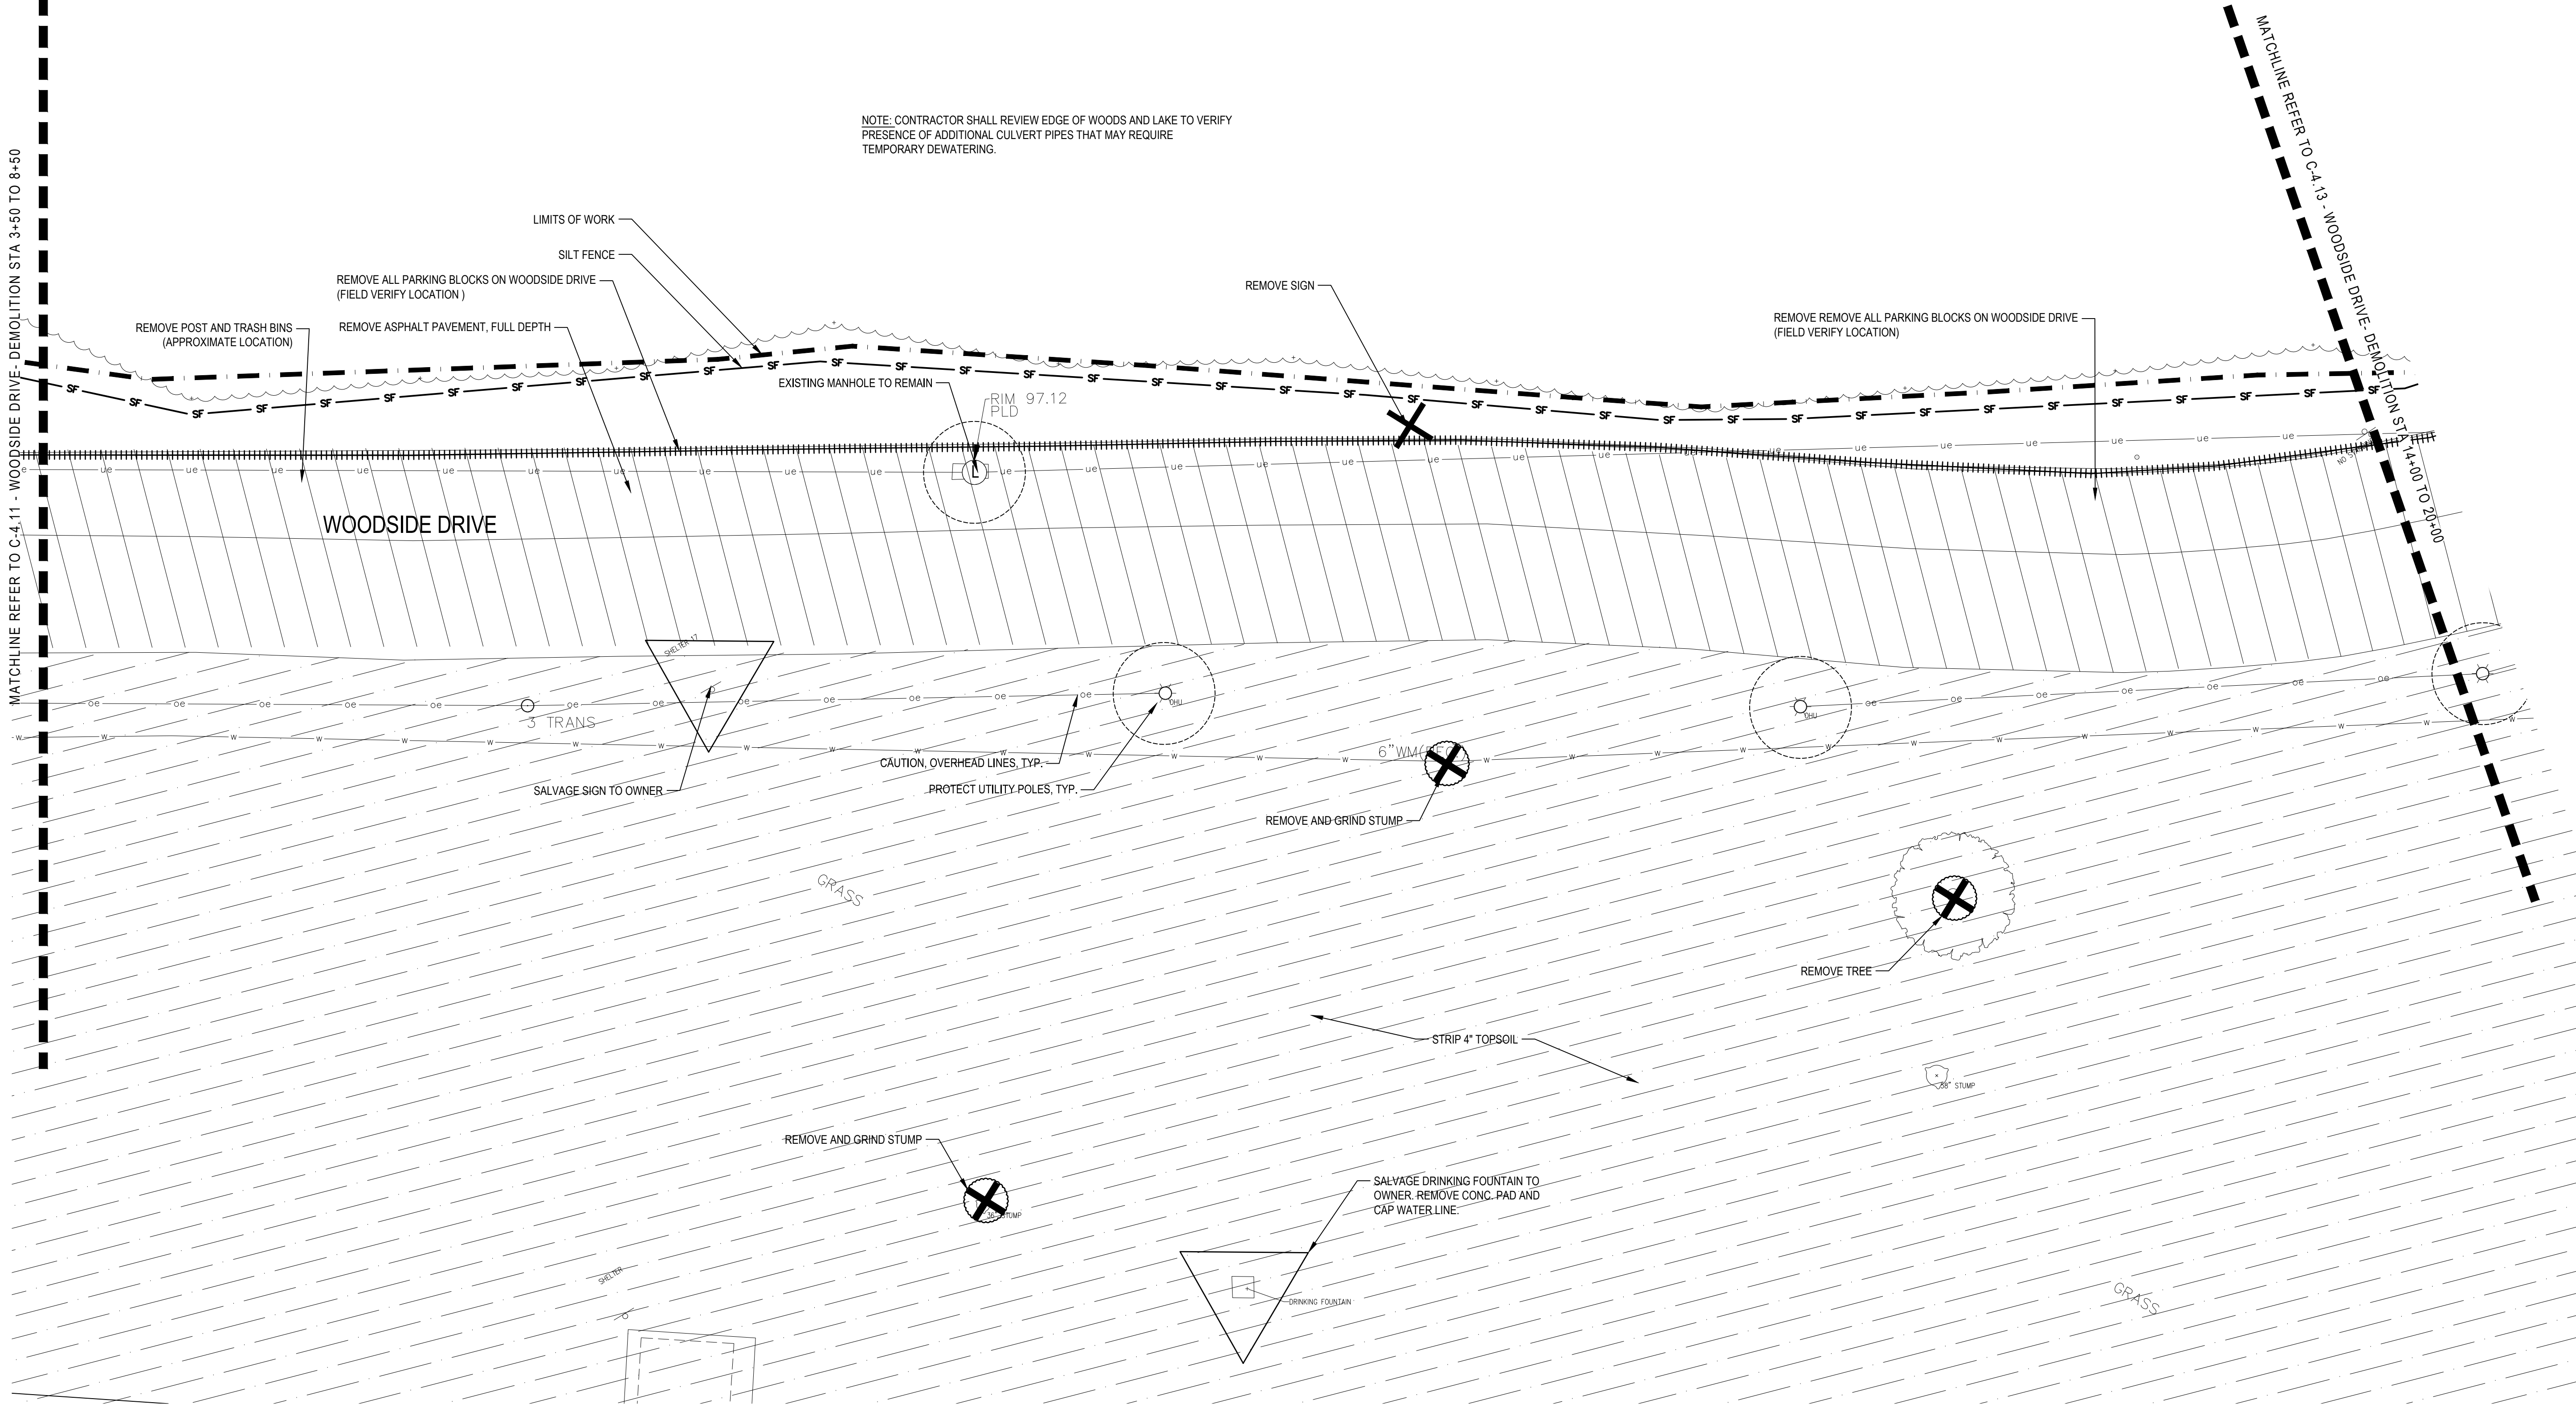 MATCHLINE REFER TO C-4.11 - WOODSIDE DRIVE- DEMOLITION STA 3+50 TO 8+50
MATCHLINE REFER TO C-4.13 - WOODSIDE DRIVE- DEMOLITION STA 14+00 TO 20+00
NOTE: CONTRACTOR SHALL REVIEW EDGE OF WOODS AND LAKE TO VERIFY
PRESENCE OF ADDITIONAL CULVERT PIPES THAT MAY REQUIRE
TEMPORARY DEWATERING.
LIMITS OF WORK
SILT FENCE
REMOVE ALL PARKING BLOCKS ON WOODSIDE DRIVE
(FIELD VERIFY LOCATION )
REMOVE SIGN
REMOVE POST AND TRASH BINS
(APPROXIMATE LOCATION)
REMOVE ASPHALT PAVEMENT, FULL DEPTH
REMOVE REMOVE ALL PARKING BLOCKS ON WOODSIDE DRIVE
(FIELD VERIFY LOCATION)
EXISTING MANHOLE TO REMAIN
RIM 97.12
PLD
WOODSIDE DRIVE
SHELTER 17
OHU
OHU
3 TRANS
6"WM
CAUTION, OVERHEAD LINES, TYP.
SALVAGE SIGN TO OWNER
PROTECT UTILITY POLES, TYP.
REMOVE AND GRIND STUMP
GRASS
REMOVE TREE
STRIP 4" TOPSOIL
STUMP
REMOVE AND GRIND STUMP
36" STUMP
SALVAGE DRINKING FOUNTAIN TO
OWNER. REMOVE CONC. PAD AND
CAP WATER LINE.
SHELTER
DRINKING FOUNTAIN
GRASS